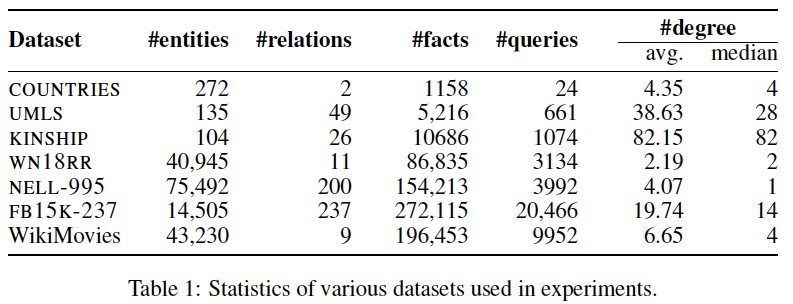 Dataset #entities #relations #facts #queries #degree
avg. median
COUNTRIES 272 2 1158 24 4.35 4
UMLS 135 49 5,216 661 38.63 28
KINSHIP 104 26 10686 1074 82.15 82
WN18RR 40,945 11 86,835 3134 2.19 2
NELL-995 75,492 200 154,213 3992 4.07 1
FB15K-237 14,505 237 272,115 20,466 19.74 14
WikiMovies 43,230 9 196,453 9952 6.65 4
Table 1: Statistics of various datasets used in experiments.